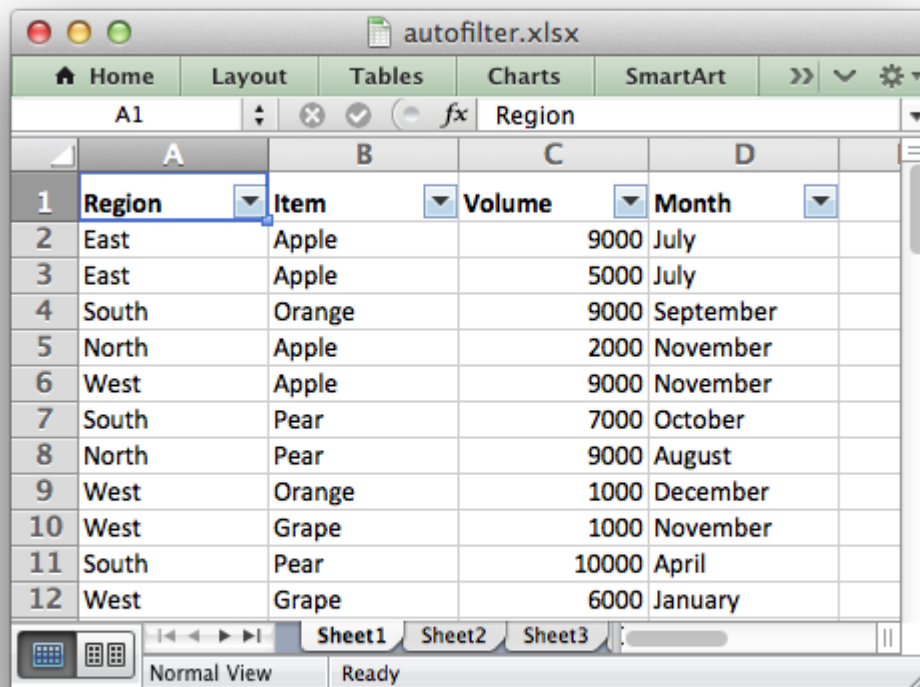 autofilter.xlsx
Home Layout Tables Charts SmartArt
A1 fx Region
A B C D
1 Region Item Volume Month
2 East Apple 9000 July
3 East Apple 5000 July
4 South Orange 9000 September
5 North Apple 2000 November
6 West Apple 9000 November
7 South Pear 7000 October
8 North Pear 9000 August
9 West Orange 1000 December
10 West Grape 1000 November
11 South Pear 10000 April
12 West Grape 6000 January
Sheet1 Sheet2 Sheet3
Normal View Ready